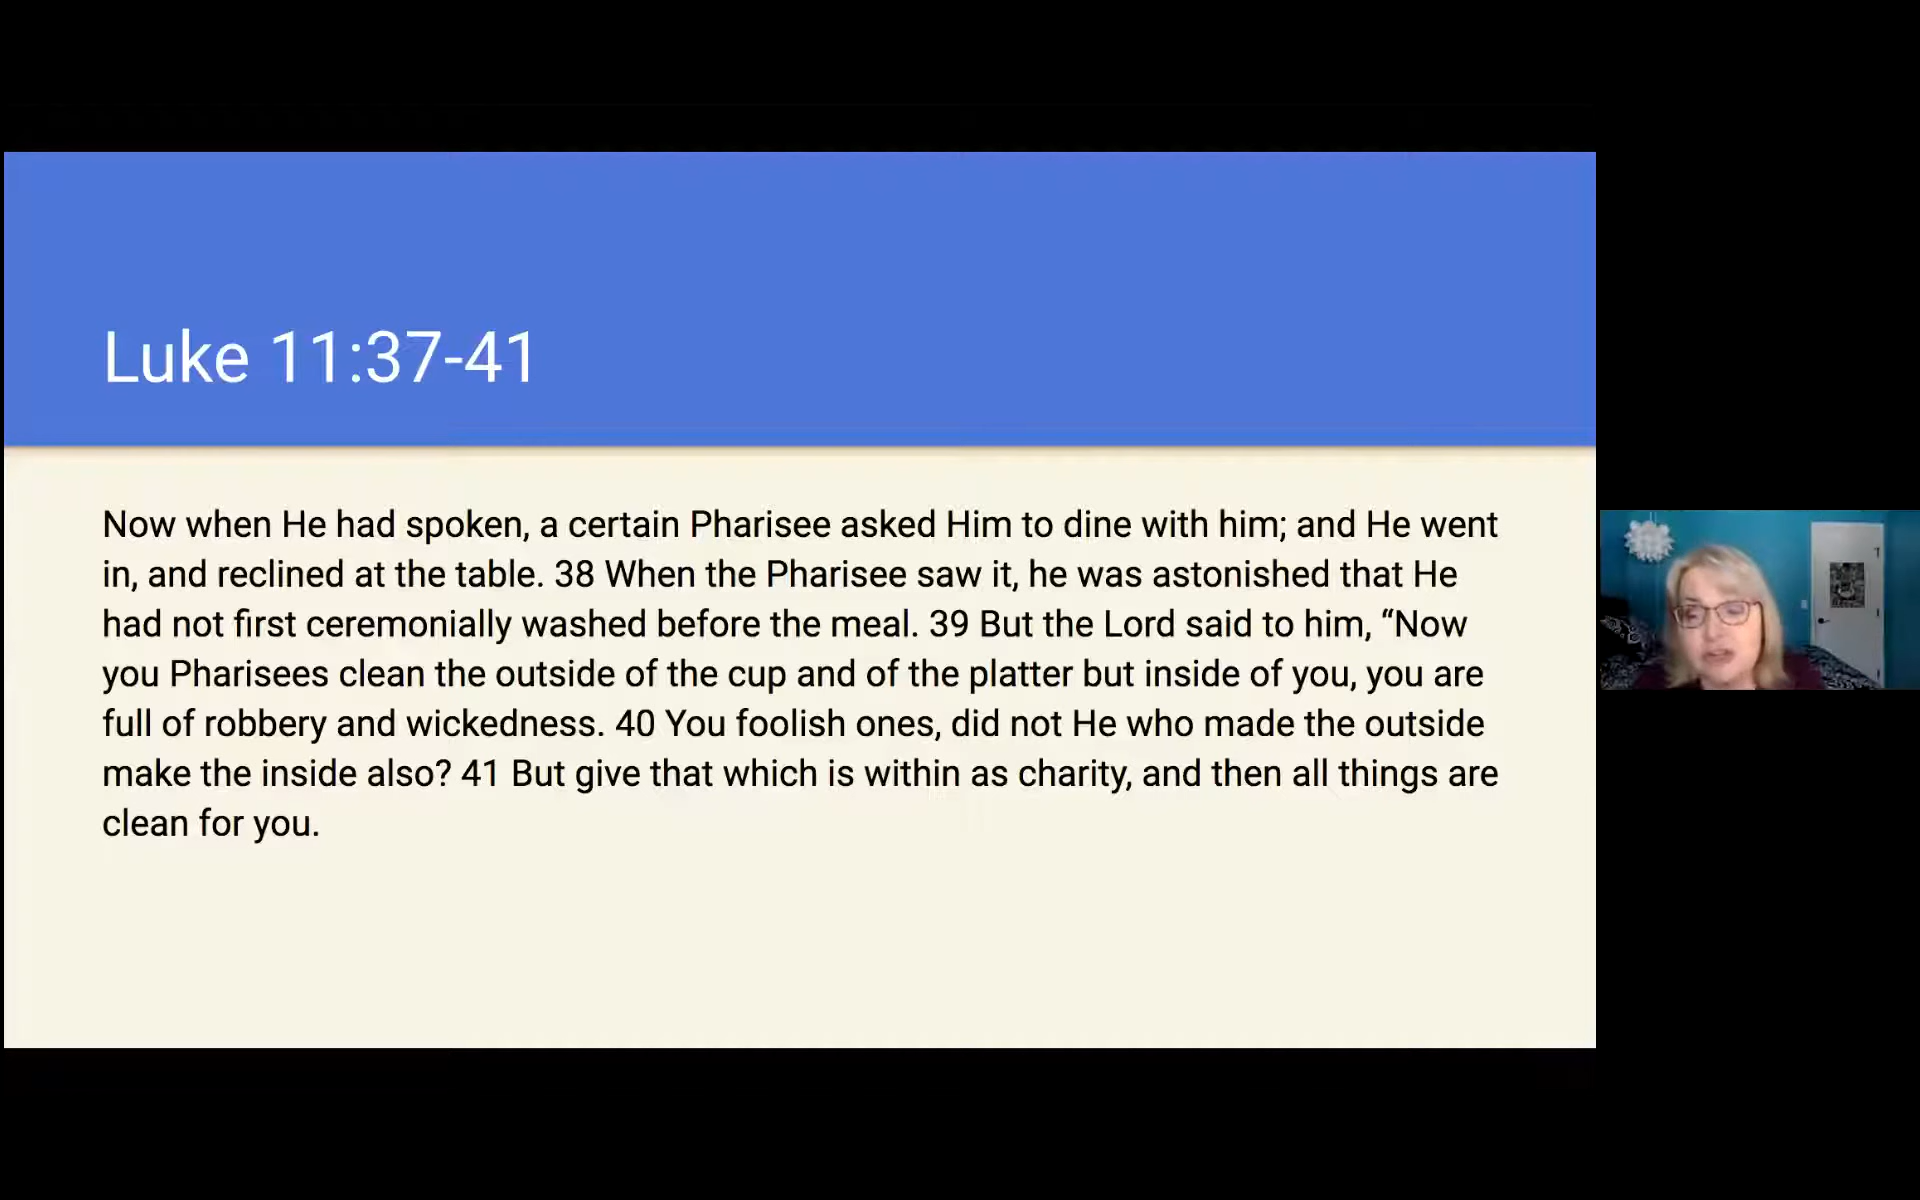 Luke 11:37-41
Now when He had spoken, a certain Pharisee asked Him to dine with him; and He went
in, and reclined at the table. 38 When the Pharisee saw it, he was astonished that He
had not first ceremonially washed before the meal. 39 But the Lord said to him, “Now
you Pharisees clean the outside of the cup and of the platter but inside of you, you are
full of robbery and wickedness. 40 You foolish ones, did not He who made the outside
make the inside also? 41 But give that which is within as charity, and then all things are
clean for you.